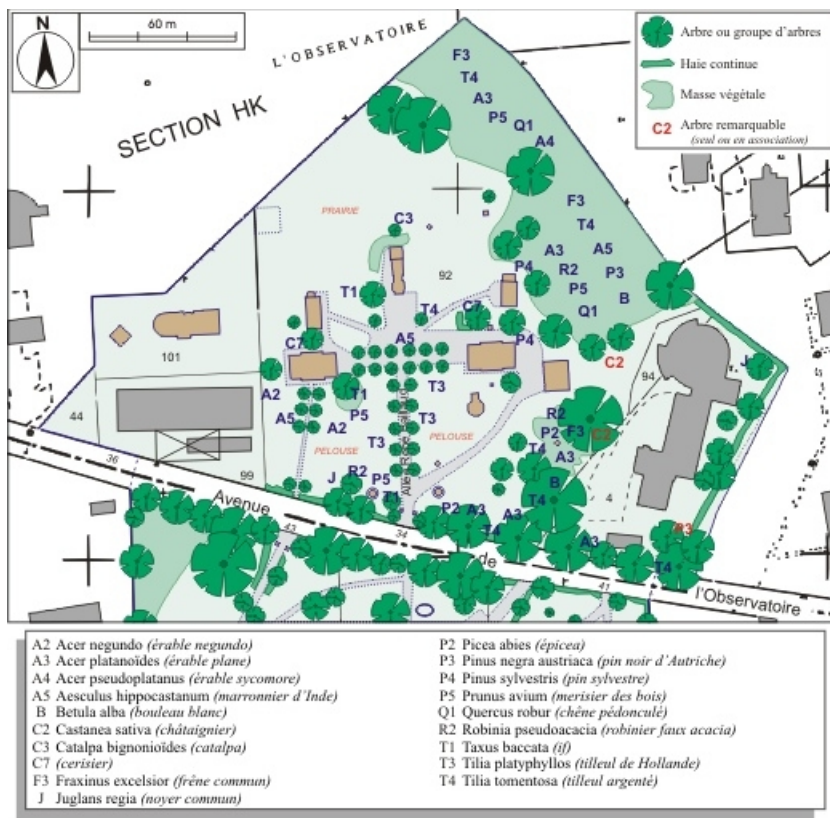 N
60 m
L'OBSERVATOIRE
SECTION HK
Arbre ou groupe d'arbres
Haie continue
Masse végétale
C2 Arbre remarquable
(seul ou en association)
F3
T4
A3
P5
Q1
A4
PRAIRIE
C3
F3
T4
A3
A5
P4
R2
P3
92
P5
B
T1
Q1
T4
C7
A5
P4
C7
101
C2
94
J
A2
T1
T3
44
A5
P5
T3
R2
A2
P2
F3
C2
T3
PELOUSE
PELOUSE
Allée René
T4
A3
36
99
J
R2
P5
B
T1
P2
A3
T4
4
Avenue
A3
T4
R3
43
34
de
A3
T4
41
l'Observatoire
A2 Acer negundo (érable negundo)
A3 Acer platanoïdes (érable plane)
A4 Acer pseudoplatanus (érable sycomore)
A5 Aesculus hippocastanum (marronnier d'Inde)
B Betula alba (bouleau blanc)
C2 Castanea sativa (châtaignier)
C3 Catalpa bignonioïdes (catalpa)
C7 (cerisier)
F3 Fraxinus excelsior (frêne commun)
J Juglans regia (noyer commun)
P2 Picea abies (épicea)
P3 Pinus negra austriaca (pin noir d'Autriche)
P4 Pinus sylvestris (pin sylvestre)
P5 Prunus avium (merisier des bois)
Q1 Quercus robur (chêne pédonculé)
R2 Robinia pseudoacacia (robinier faux acacia)
T1 Taxus baccata (if)
T3 Tilia platyphyllos (tilleul de Hollande)
T4 Tilia tomentosa (tilleul argenté)